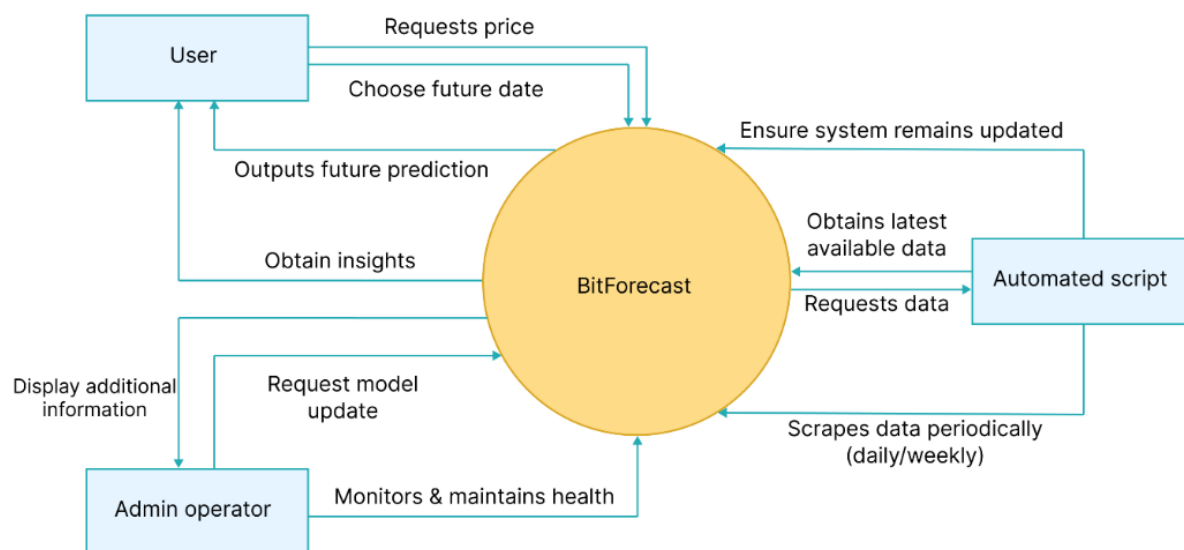 Requests price
User
Choose future date
Ensure system remains updated
Outputs future prediction
Obtains latest
available data
Obtain insights
BitForecast
Automated script
Requests data
Display additional
information
Request model
update
Scrapes data periodically
(daily/weekly)
Monitors & maintains health
Admin operator